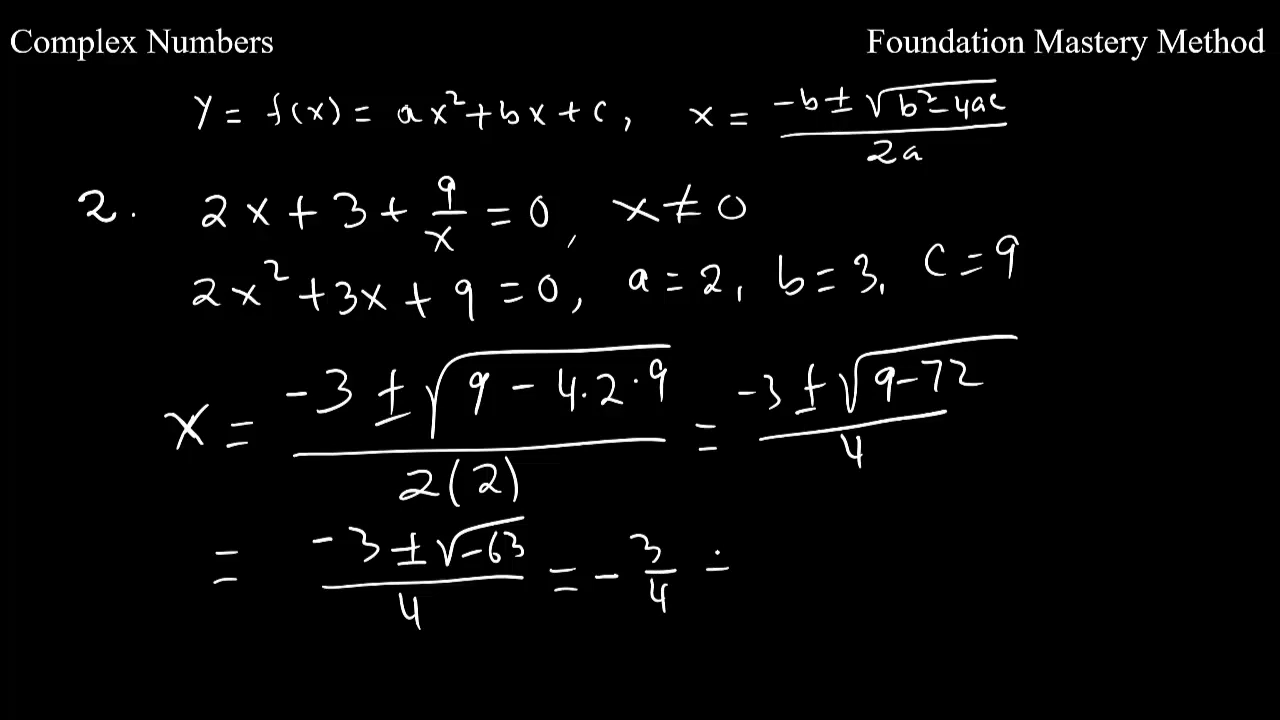 Complex Numbers Foundation Mastery Method
y = f(x) = ax² + bx + c, x = (-b ± √(b² - 4ac))/(2a)
2. 2x + 3 + 9/x = 0, x ≠ 0
2x² + 3x + 9 = 0, a = 2, b = 3, c = 9
x = (-3 ± √(9 - 4·2·9))/(2(2)) = (-3 ± √(9-72))/4
= (-3 ± √-63)/4 = - 3/4